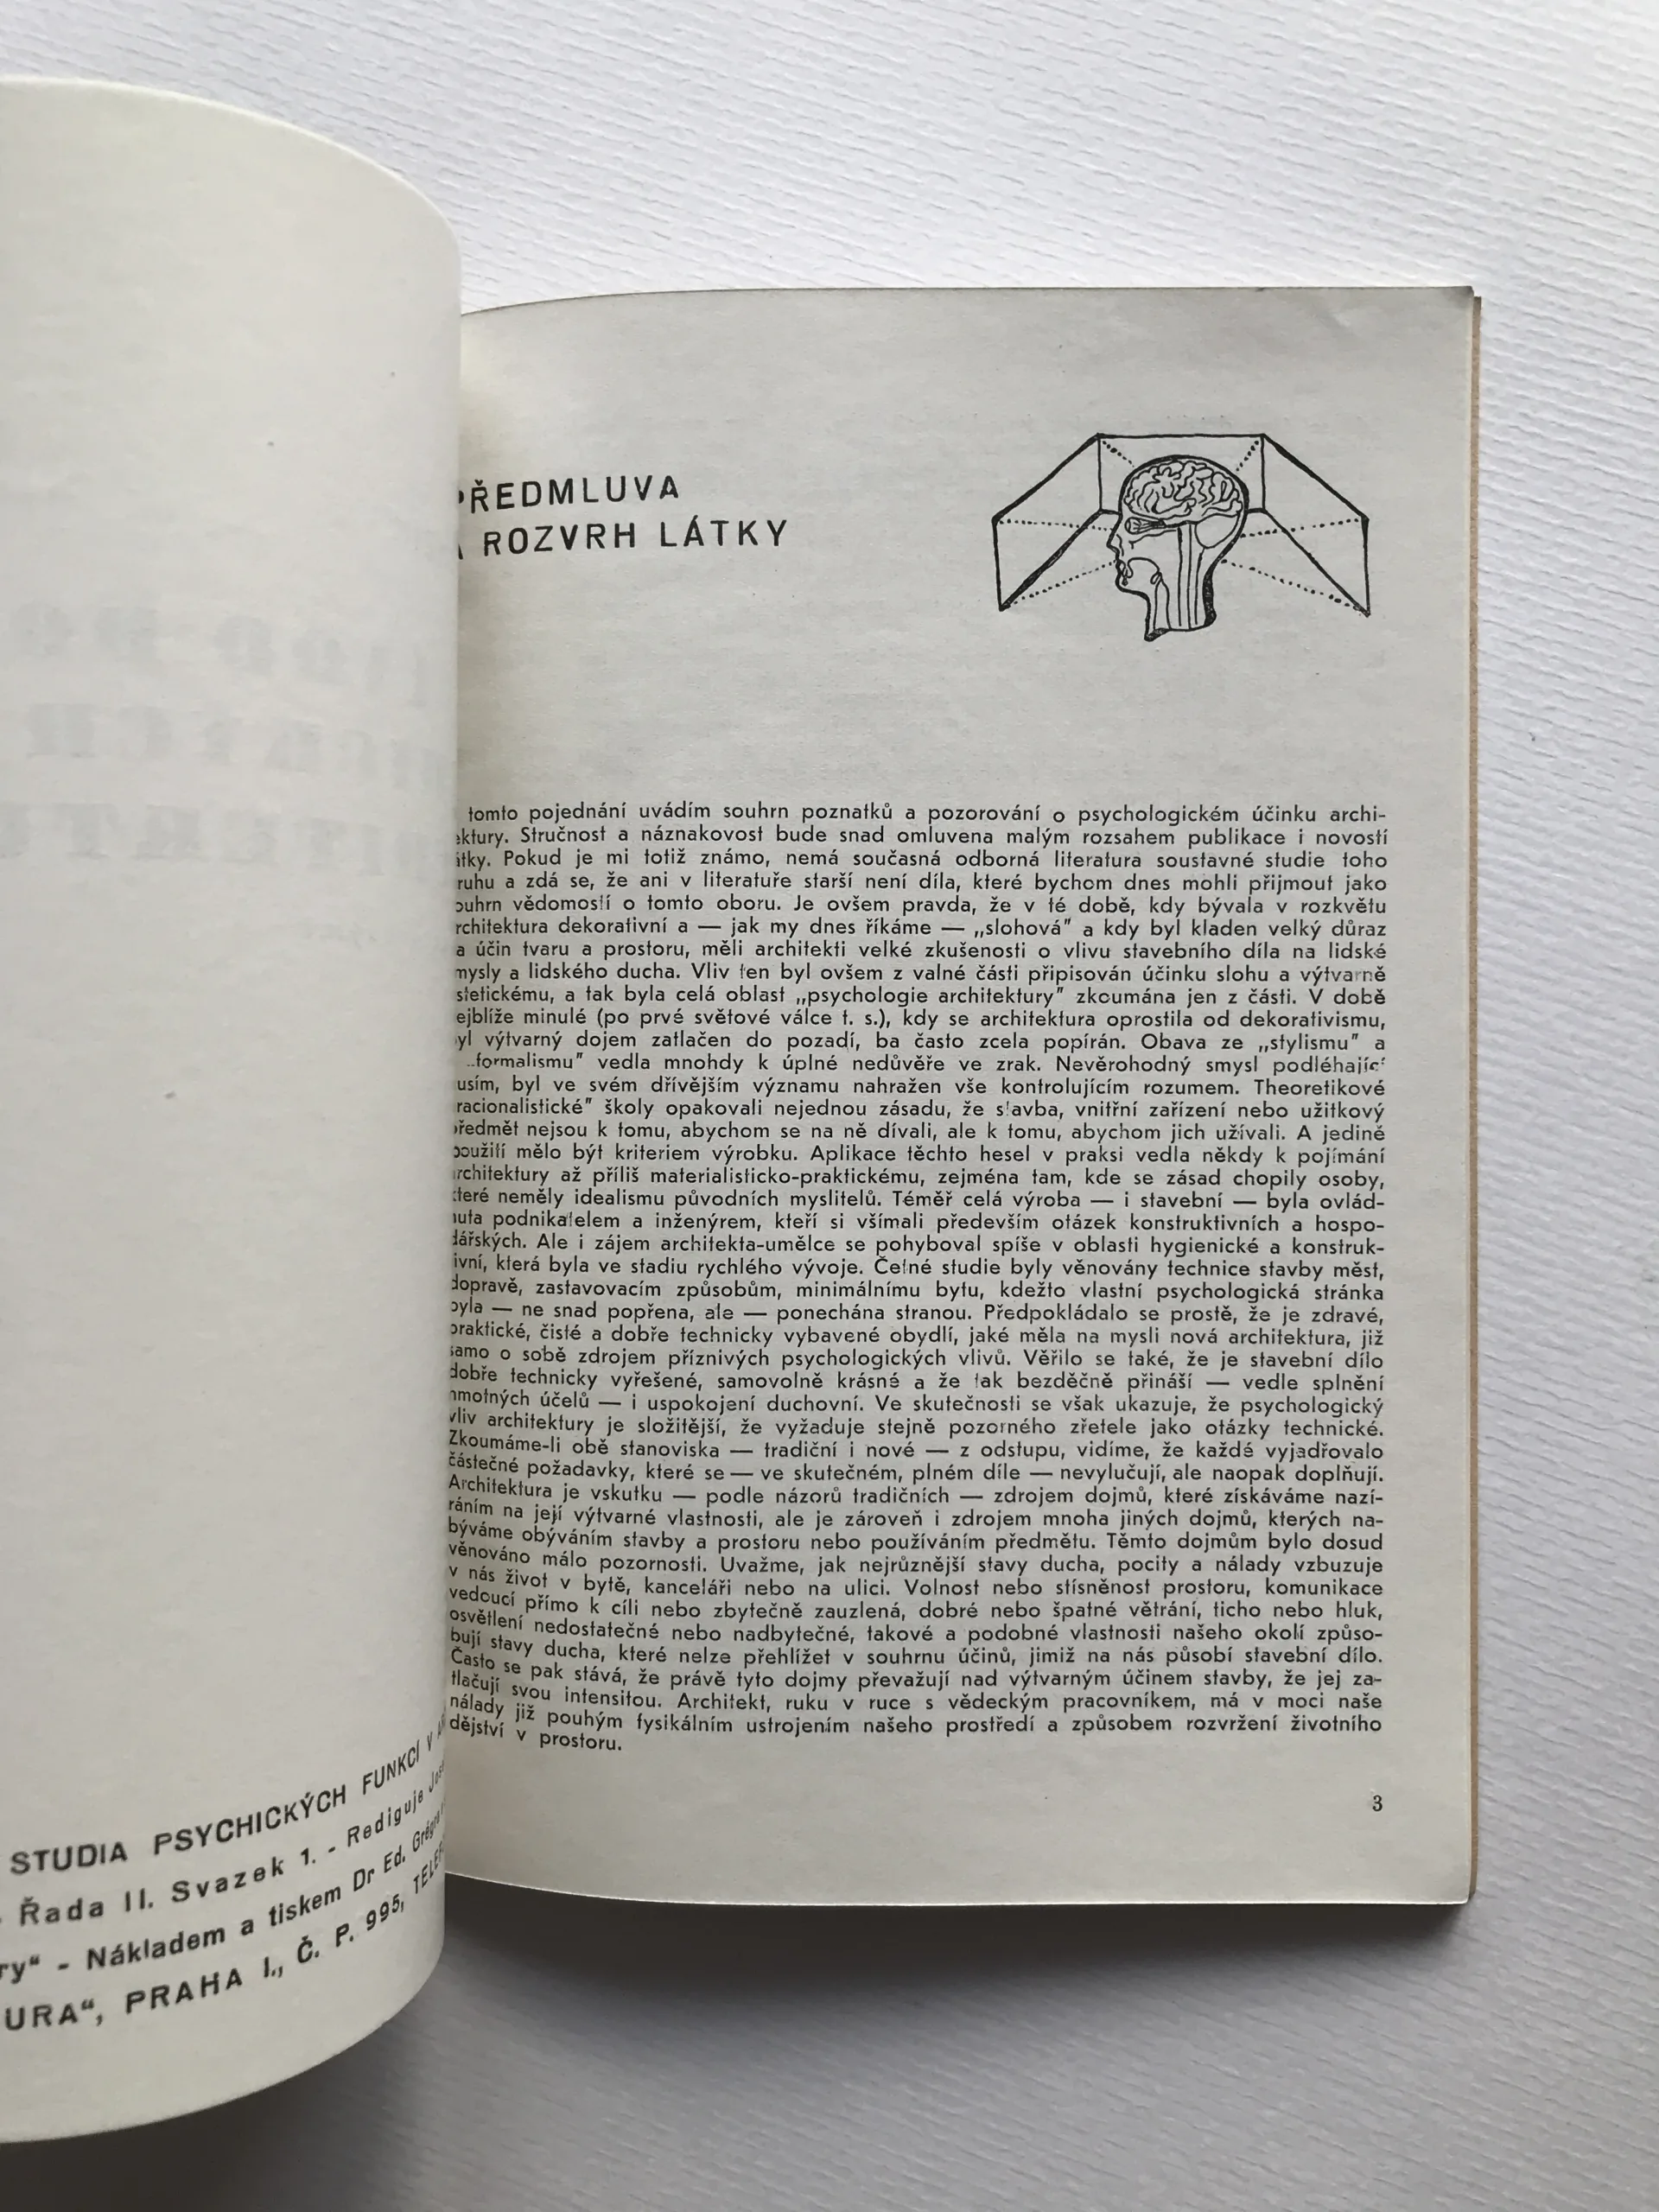 STUDIA PSYCHICKÝCH FUNKCÍ V
Řada II. Svazek 1. - Rediguje
- Nákladem a tiskem Dr Ed.
PRAHA I., Č. P. 995,
PŘEDMLUVA
A ROZVRH LÁTKY
tomto pojednání uvádím souhrn poznatků a pozorování o psychologickém účinku archi-
ektury. Stručnost a náznakovost bude snad omluvena malým rozsahem publikace i novostí
átky. Pokud je mi totiž známo, nemá současná odborná literatura soustavné studie toho
ruhu a zdá se, že ani v literatuře starší není díla, které bychom dnes mohli přijmout jako
ouhrn vědomostí o tomto oboru. Je ovšem pravda, že v té době, kdy bývala v rozkvětu
rchitektura dekorativní a — jak my dnes říkáme — „slohová" a kdy byl kladen velký důraz
a účin tvaru a prostoru, měli architekti velké zkušenosti o vlivu stavebního díla na lidské
mysly a lidského ducha. Vliv ten byl ovšem z valné části připisován účinku slohu a výtvarně
stetickému, a tak byla celá oblast „psychologie architektury" zkoumána jen z části. V době
ejblíže minulé (po prvé světové válce t. s.), kdy se architektura oprostila od dekorativismu,
yl výtvarný dojem zatlačen do pozadí, ba často zcela popírán. Obava ze „stylismu" a
„formalismu" vedla mnohdy k úplné nedůvěře ve zrak. Nevěrohodný smysl podléhající
usím, byl ve svém dřívějším významu nahražen vše kontrolujícím rozumem. Theoretikové
racionalistické" školy opakovali nejednou zásadu, že stavba, vnitřní zařízení nebo užitkový
předmět nejsou k tomu, abychom se na ně dívali, ale k tomu, abychom jich užívali. A jedině
použití mělo být kriteriem výrobku. Aplikace těchto hesel v praksi vedla někdy k pojímání
architektury až příliš materialisticko-praktickému, zejména tam, kde se zásad chopily osoby,
které neměly idealismu původních myslitelů. Téměř celá výroba — i stavební — byla ovlád-
nuta podnikatelem a inženýrem, kteří si všímali především otázek konstruktivních a hospo-
dářských. Ale i zájem architekta-umělce se pohyboval spíše v oblasti hygienické a konstruk-
ivní, která byla ve stadiu rychlého vývoje. Četné studie byly věnovány technice stavby měst,
dopravě, zastavovacím způsobům, minimálnímu bytu, kdežto vlastní psychologická stránka
byla — ne snad popřena, ale — ponechána stranou. Předpokládalo se prostě, že je zdravé,
praktické, čisté a dobře technicky vybavené obydlí, jaké měla na mysli nová architektura, již
samo o sobě zdrojem příznivých psychologických vlivů. Věřilo se také, že je stavební dílo
dobře technicky vyřešené, samovolně krásné a že tak bezděčně přináší — vedle splnění
hmotných účelů — i uspokojení duchovní. Ve skutečnosti se však ukazuje, že psychologický
vliv architektury je složitější, že vyžaduje stejně pozorného zřetele jako otázky technické.
Zkoumáme-li obě stanoviska — tradiční i nové — z odstupu, vidíme, že každé vyjadřovalo
částečné požadavky, které se — ve skutečném, plném díle — nevylučují, ale naopak doplňují.
Architektura je vskutku — podle názorů tradičních — zdrojem dojmů, které získáváme nazí-
ráním na její výtvarné vlastnosti, ale je zároveň i zdrojem mnoha jiných dojmů, kterých na-
býváme obýváním stavby a prostoru nebo používáním předmětu. Těmto dojmům bylo dosud
věnováno málo pozornosti. Uvažme, jak nejrůznější stavy ducha, pocity a nálady vzbuzuje
v nás život v bytě, kanceláři nebo na ulici. Volnost nebo stísněnost prostoru, komunikace
vedoucí přímo k cíli nebo zbytečně zauzlená, dobré nebo špatné větrání, ticho nebo hluk,
osvětlení nedostatečné nebo nadbytečné, takové a podobné vlastnosti našeho okolí způso-
bují stavy ducha, které nelze přehlížet v souhrnu účinů, jimiž na nás působí stavební dílo.
Často se pak stává, že právě tyto dojmy převažují nad výtvarným účinem stavby, že jej za-
tlačují svou intensitou. Architekt, ruku v ruce s vědeckým pracovníkem, má v moci naše
nálady již pouhým fysikálním ustrojením našeho prostředí a způsobem rozvržení životního
dějství v prostoru.
3